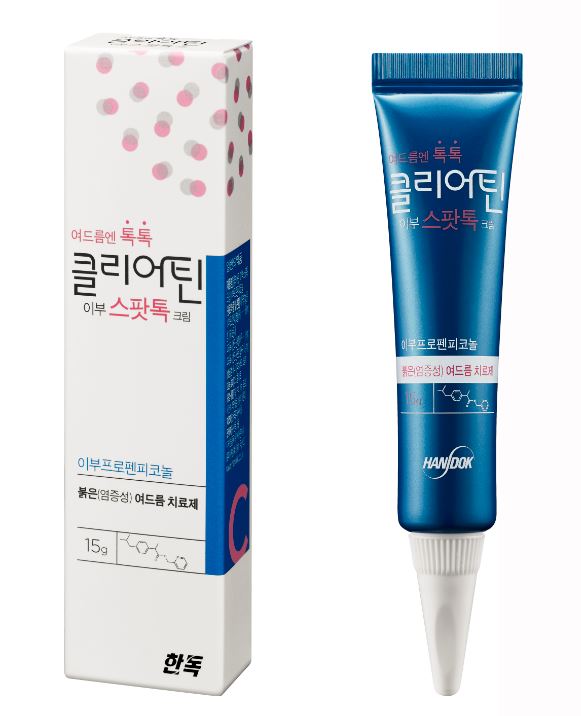 여드름엔 톡톡
클리어틴
이부 스팟톡 크림
이부프로펜피코놀
붉은(염증성) 여드름 치료제
15g
C
한독
여드름엔 톡톡
클리어틴
이부 스팟톡 크림
이부프로펜피코놀
붉은(염증성) 여드름 치료제
HANDOK